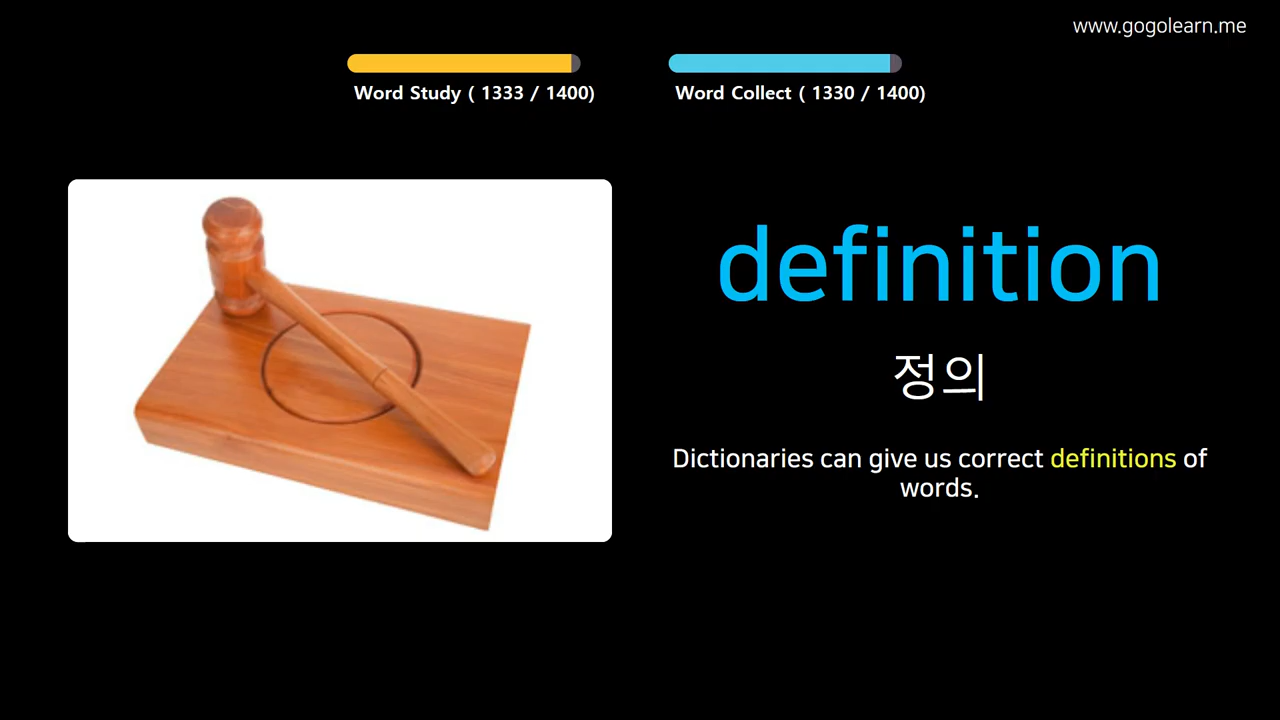 www.gogolearn.me
Word Study ( 1333 / 1400)
Word Collect ( 1330 / 1400)
definition
정의
Dictionaries can give us correct definitions of
words.